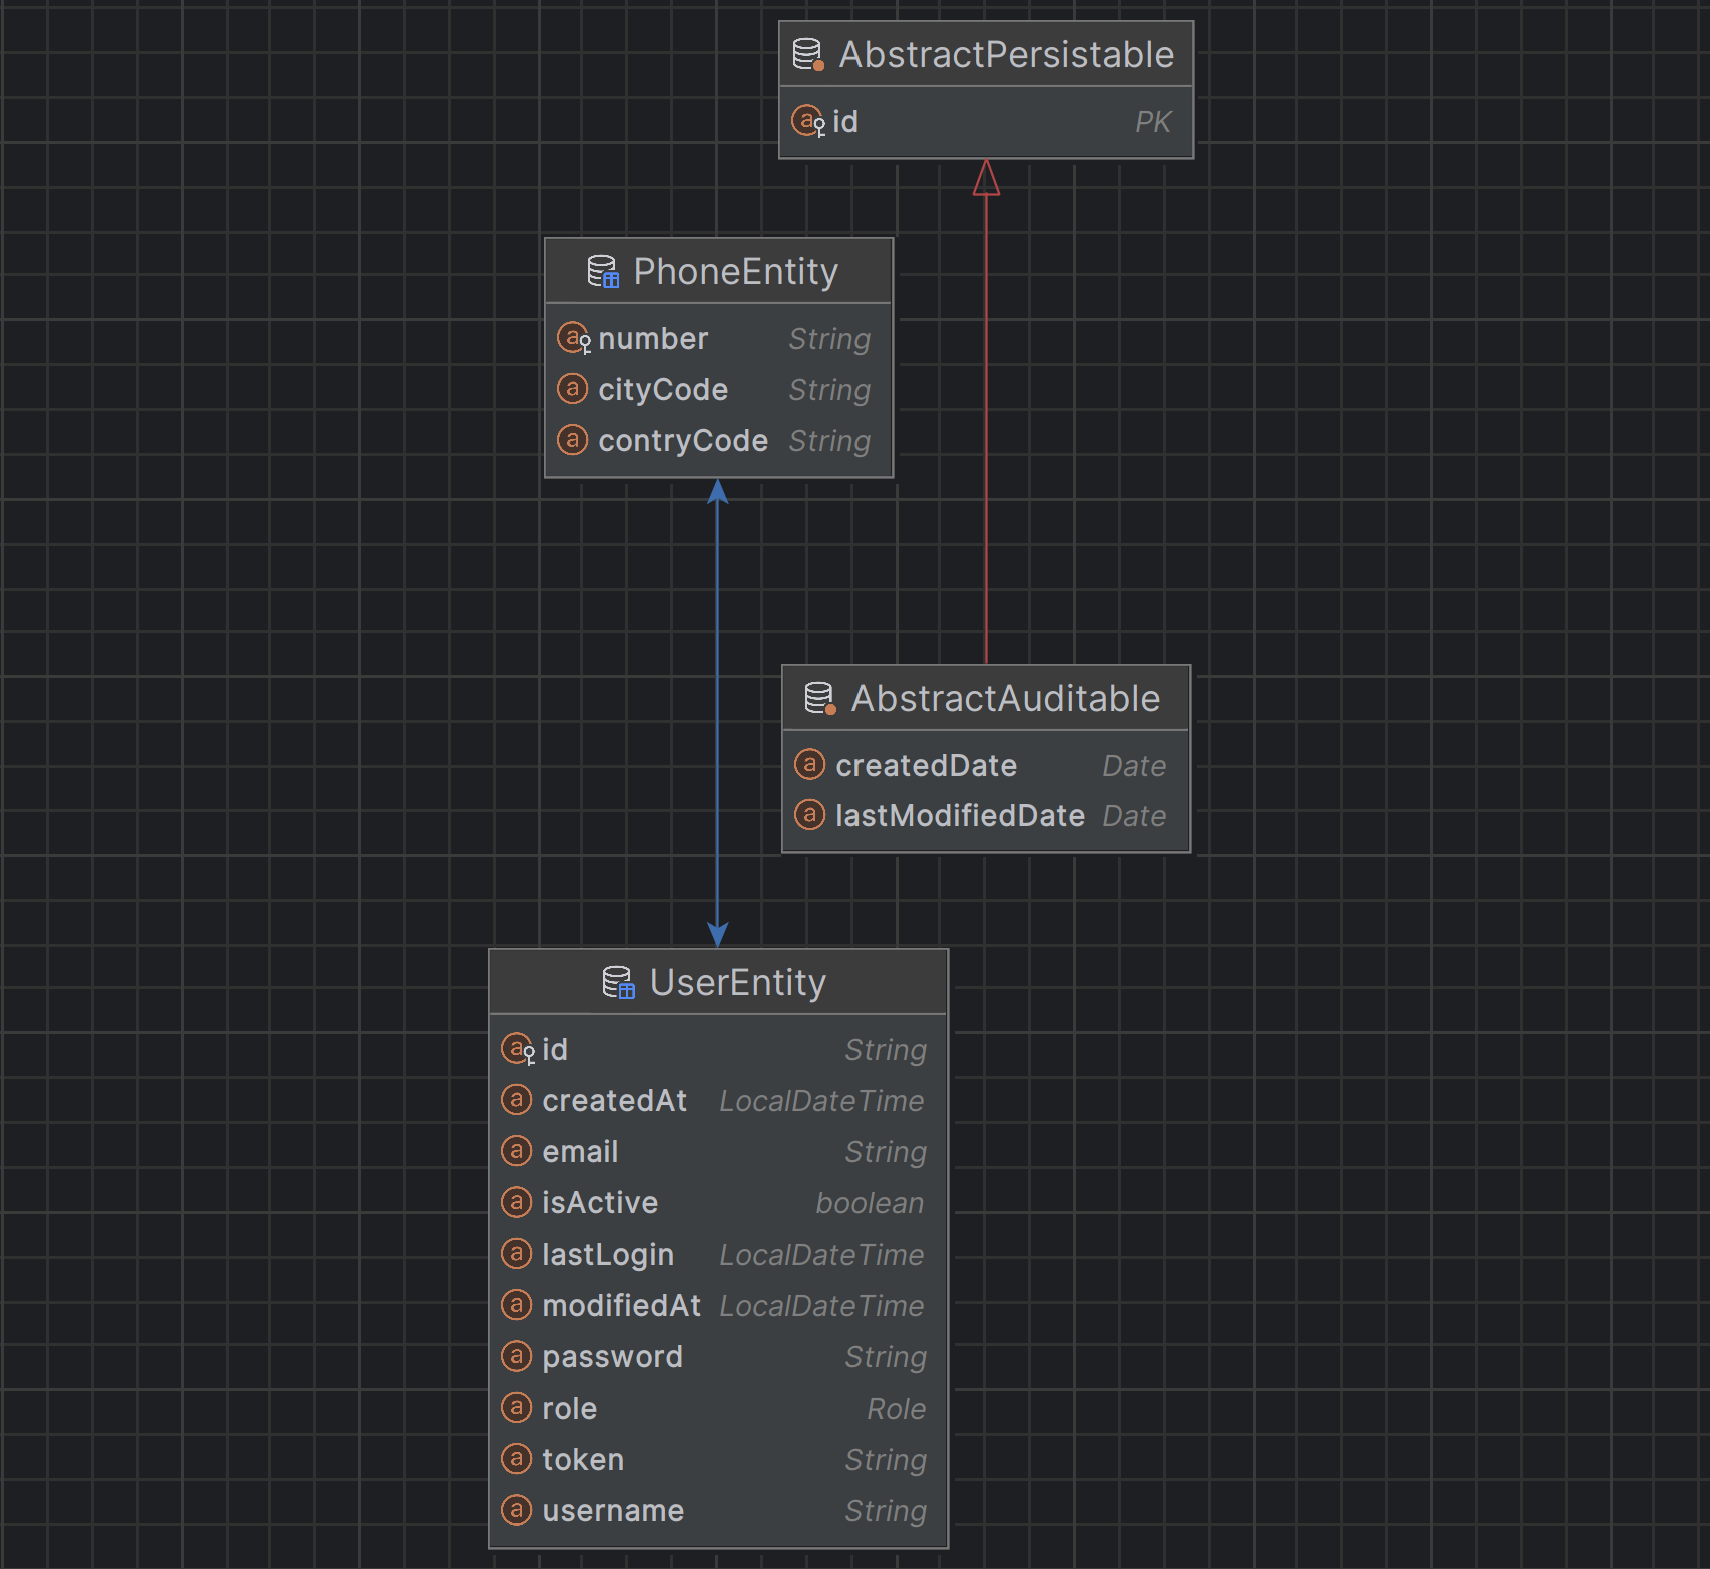 AbstractPersistable
id PK
PhoneEntity
number String
cityCode String
contryCode String
AbstractAuditable
createdDate Date
lastModifiedDate Date
UserEntity
id String
createdAt LocalDateTime
email String
isActive boolean
lastLogin LocalDateTime
modifiedAt LocalDateTime
password String
role Role
token String
username String